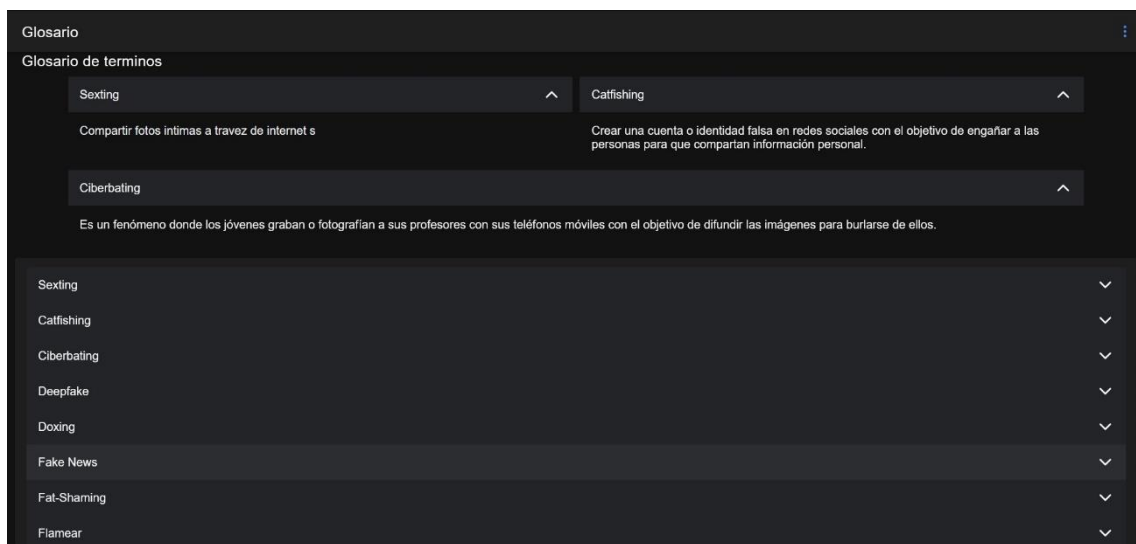 Glosario
Glosario de terminos
Sexting
Catfishing
Compartir fotos intimas a travez de internet s
Crear una cuenta o identidad falsa en redes sociales con el objetivo de engañar a las
personas para que compartan información personal.
Ciberbating
Es un fenómeno donde los jóvenes graban o fotografían a sus profesores con sus teléfonos móviles con el objetivo de difundir las imágenes para burlarse de ellos.
Sexting
Catfishing
Ciberbating
Deepfake
Doxing
Fake News
Fat-Shaming
Flamear